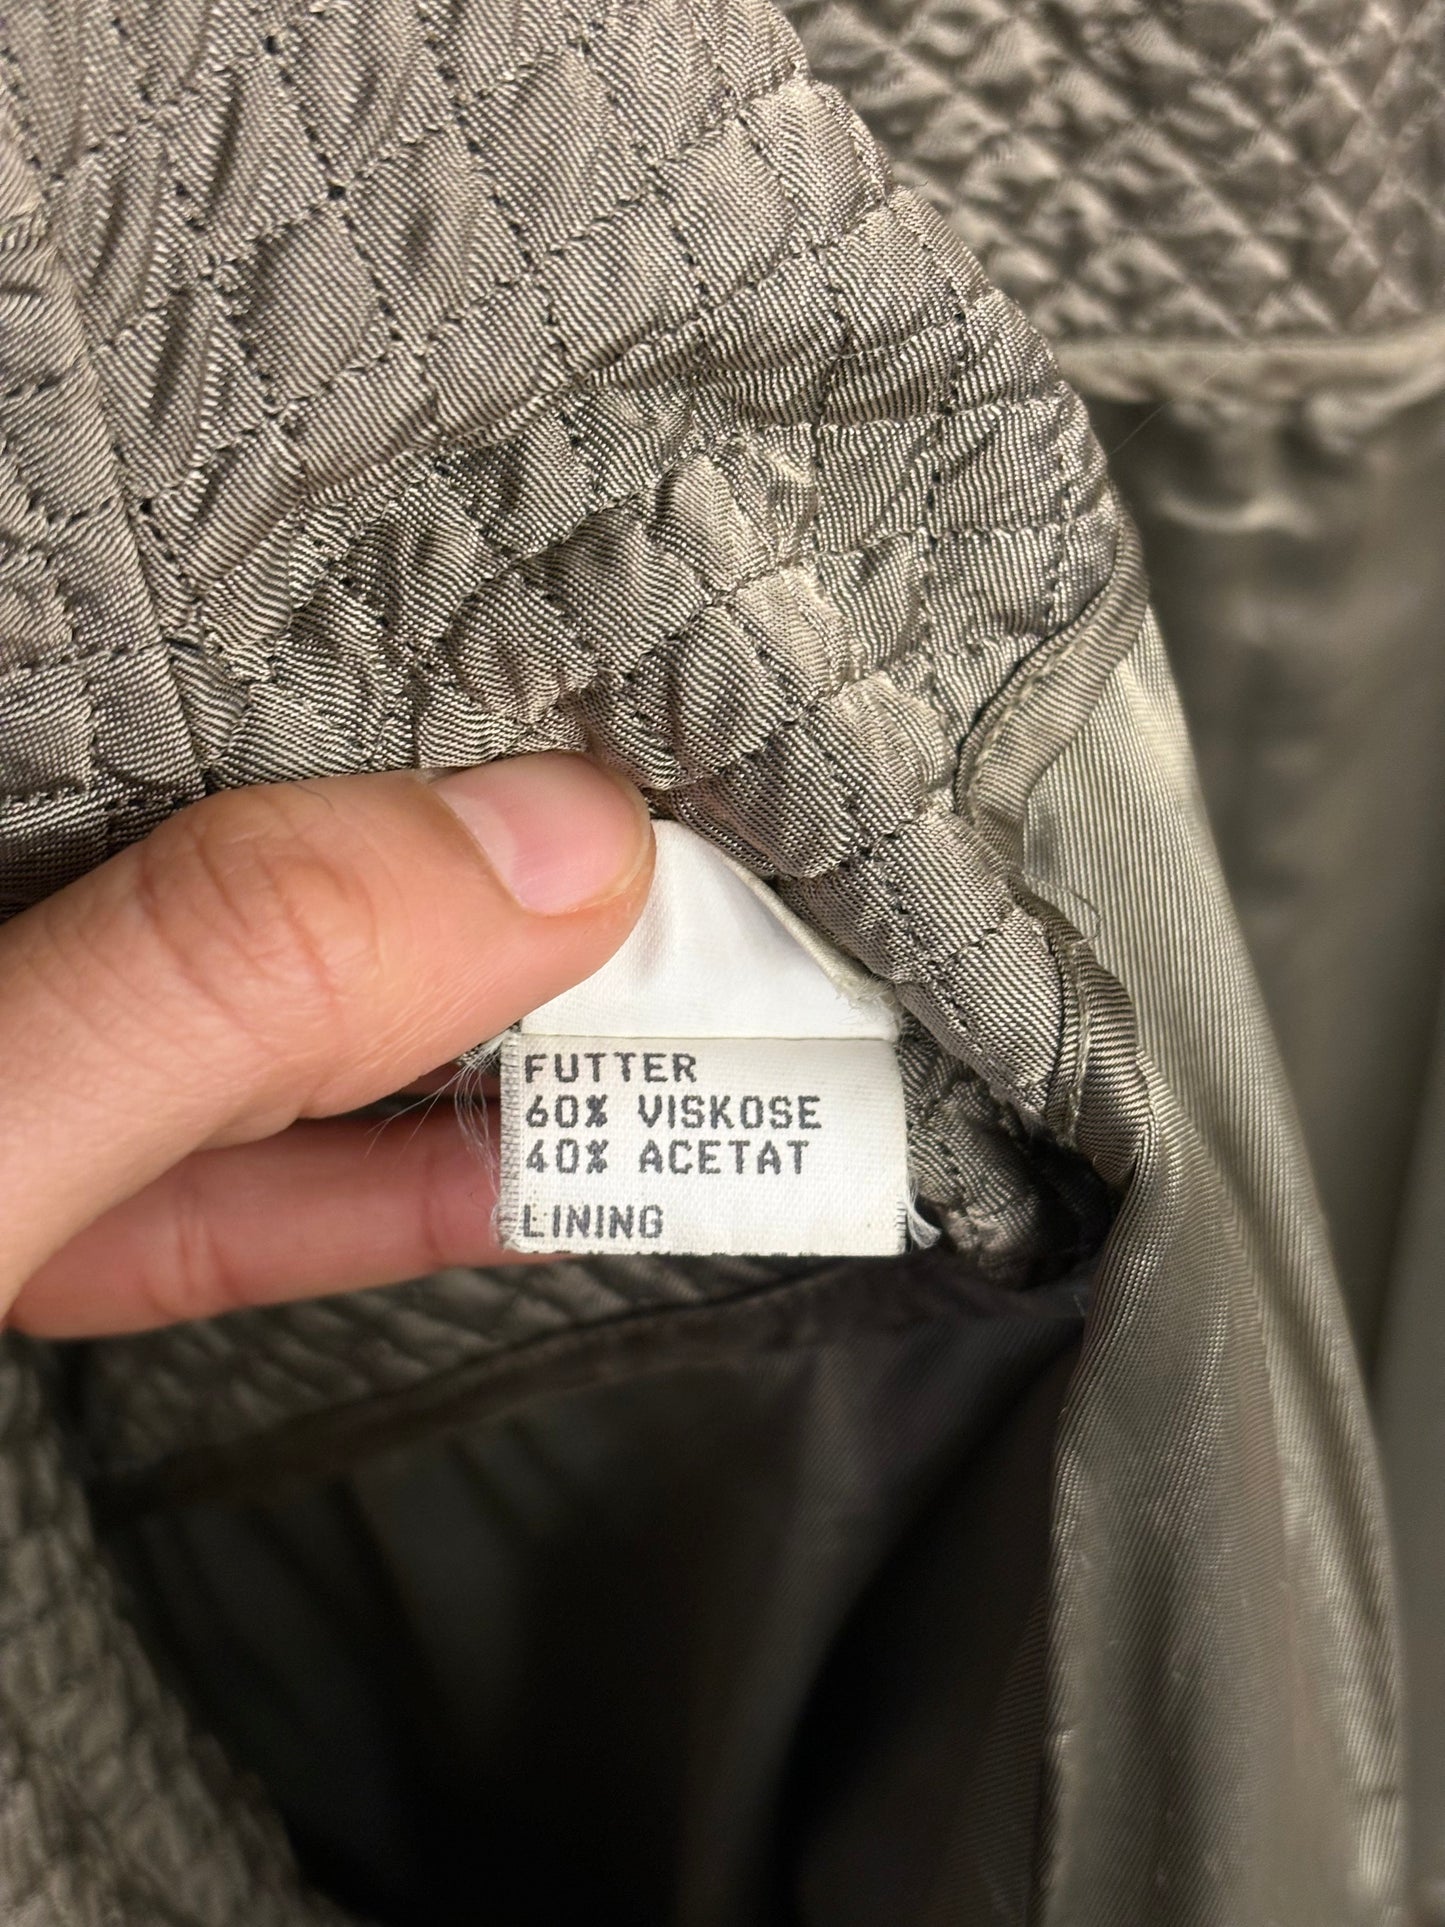 FUTTER
60% VISKOSE
40% ACETAT
LINING